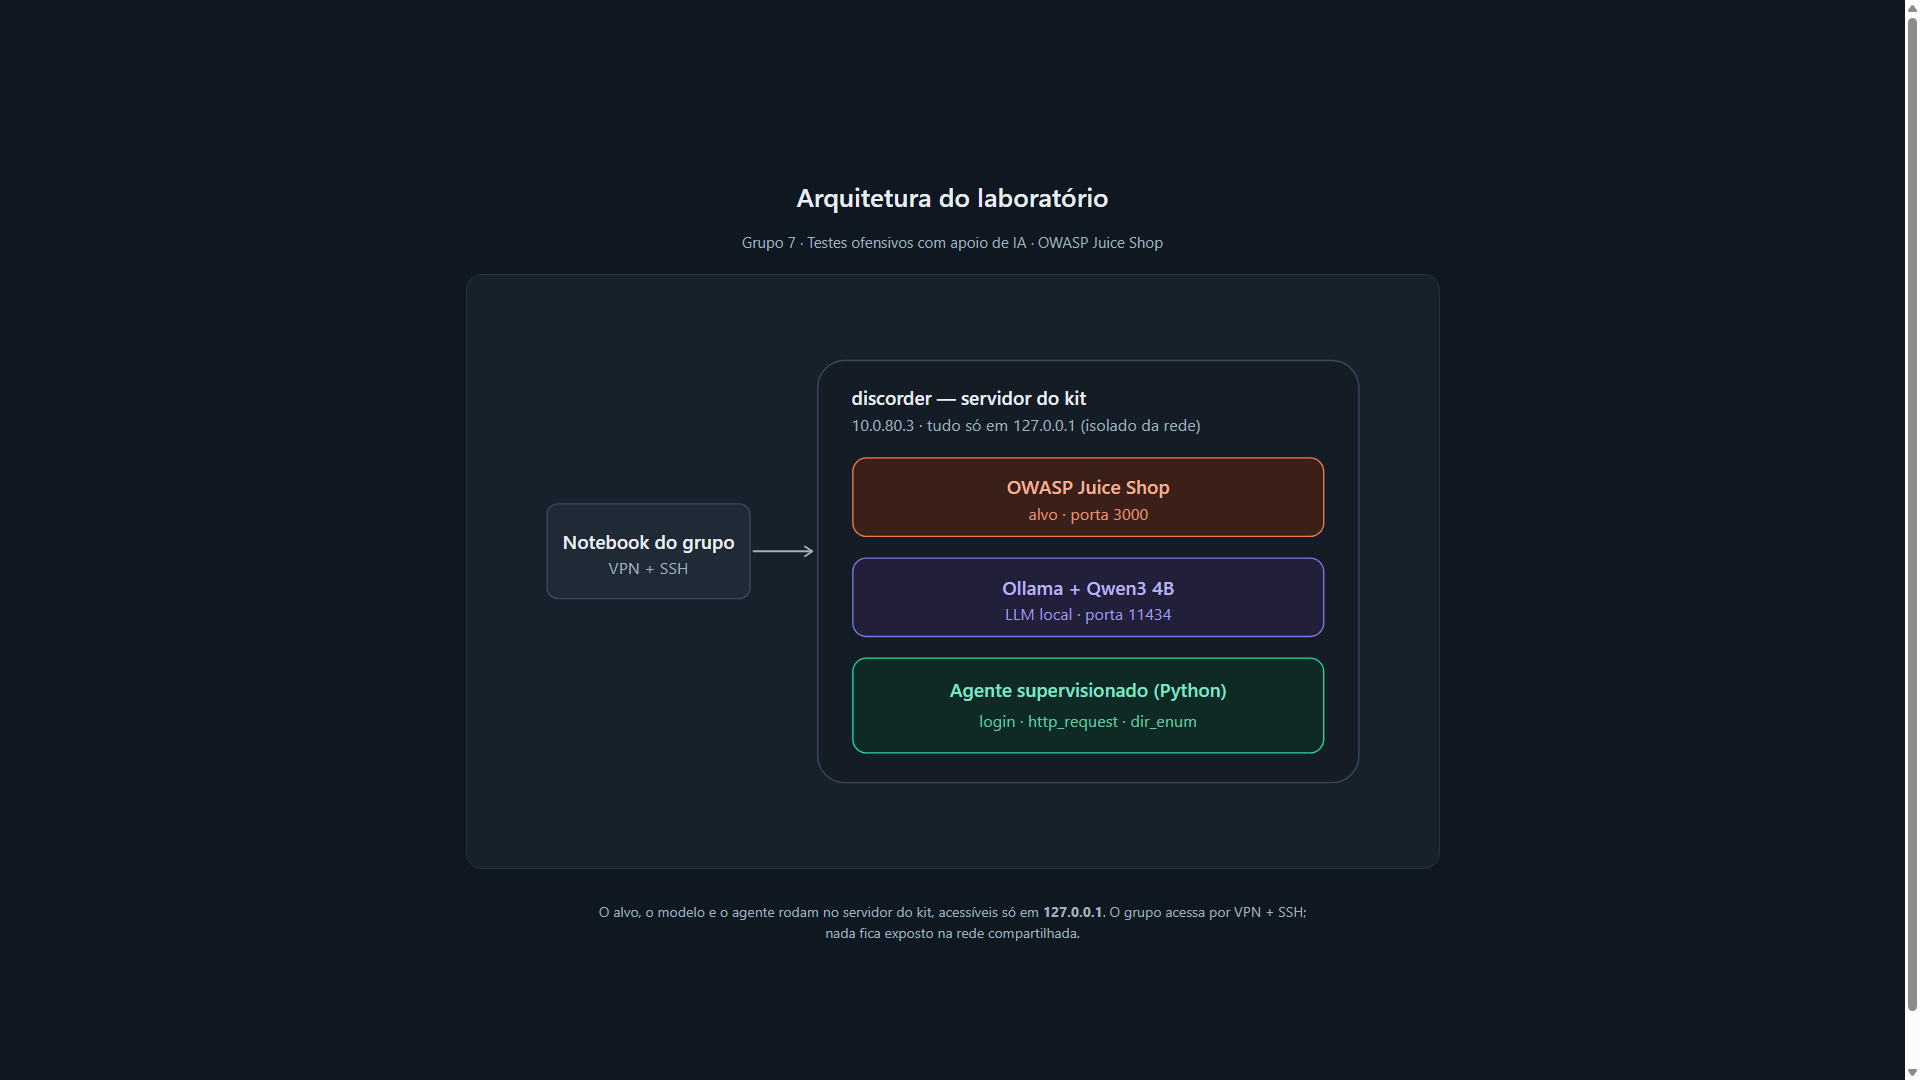 Arquitetura do laboratório
Grupo 7 · Testes ofensivos com apoio de IA · OWASP Juice Shop
discorder — servidor do kit
10.0.80.3 · tudo só em 127.0.0.1 (isolado da rede)
OWASP Juice Shop
alvo · porta 3000
Notebook do grupo
VPN + SSH
Ollama + Qwen3 4B
LLM local · porta 11434
Agente supervisionado (Python)
login · http_request · dir_enum
O alvo, o modelo e o agente rodam no servidor do kit, acessíveis só em 127.0.0.1. O grupo acessa por VPN + SSH;
nada fica exposto na rede compartilhada.